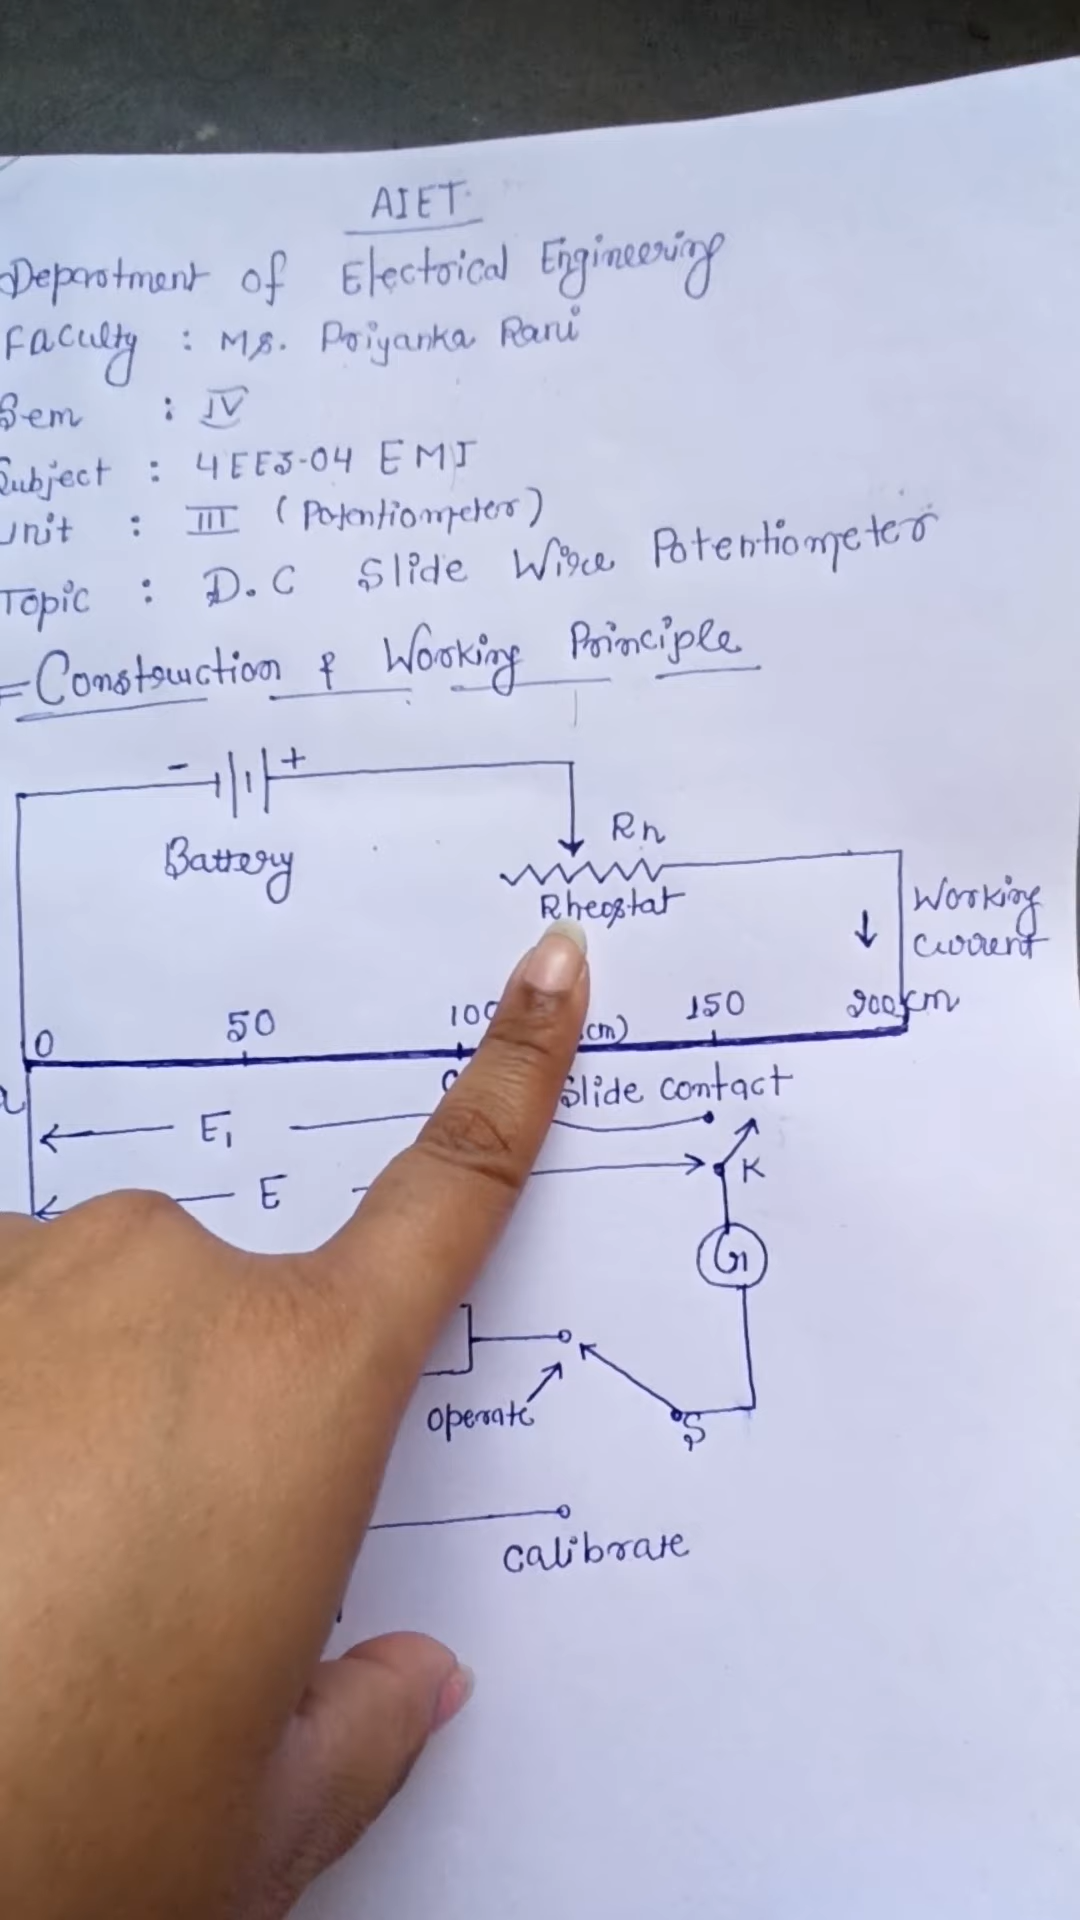 AIET
Department of Electrical Engineering
Faculty : Ms. Priyanka Rani
Sem : IV
Subject : 4EE3-04 EMI
Unit : III (Potentiometer)
Topic : D.C Slide Wire Potentiometer
Construction & Working Principle
- +
Battery
Rh
Rheostat
Working
Current
0 50 100 cm) 150 200 cm
Slide contact
E1
E
K
G
operate
S
Calibrate